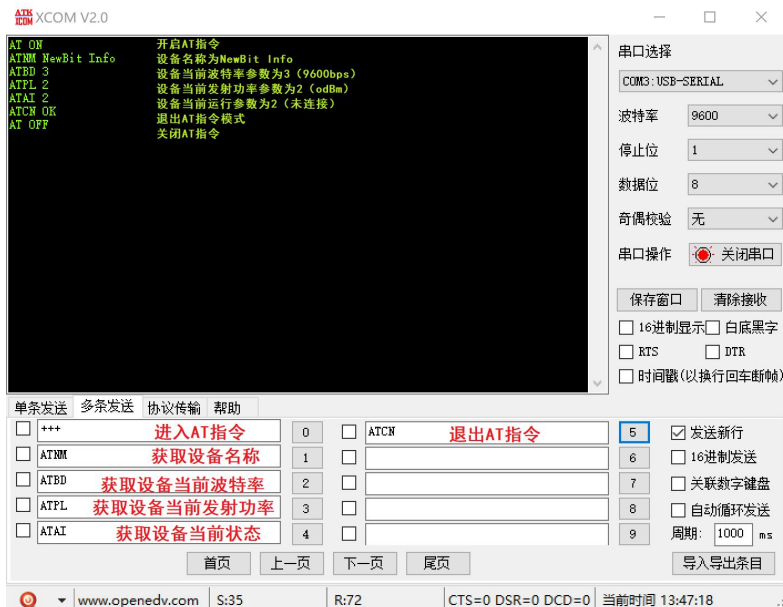 ATK XCOM XCOM V2.0
AT ON 开启AT指令
ATNM NewBit Info 设备名称为NewBit Info
ATBD 3 设备当前波特率参数为3（9600bps）
ATPL 2 设备当前发射功率参数为2（odBm）
ATAI 2 设备当前运行参数为2（未连接）
ATCN OK 退出AT指令模式
AT OFF 关闭AT指令
串口选择
COM3:USB-SERIAL
波特率 9600
停止位 1
数据位 8
奇偶校验 无
串口操作 关闭串口
保存窗口 清除接收
16进制显示 白底黑字
RTS DTR
时间戳(以换行回车断帧)
单条发送 多条发送 协议传输 帮助
+++ 进入AT指令 0 ATCN 退出AT指令 5 发送新行
ATNM 获取设备名称 1 6 16进制发送
ATBD 获取设备当前波特率 2 7 关联数字键盘
ATPL 获取设备当前发射功率 3 8 自动循环发送
ATAI 获取设备当前状态 4 9 周期: 1000 ms
首页 上一页 下一页 尾页 导入导出条目
www.openedv.com S:35 R:72 CTS=0 DSR=0 DCD=0 当前时间 13:47:18